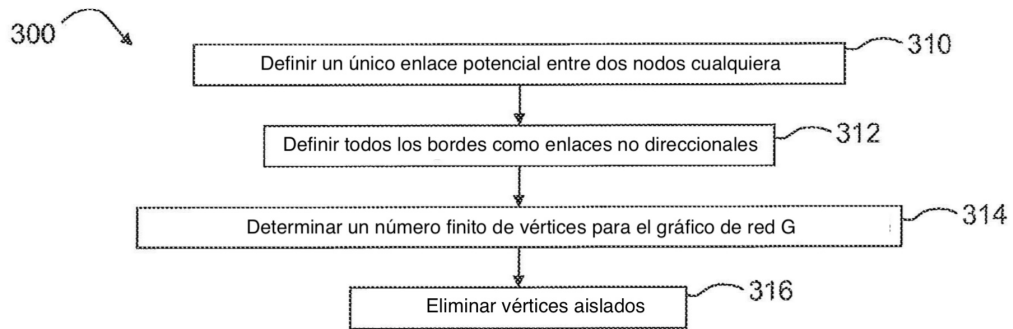 300
310
Definir un único enlace potencial entre dos nodos cualquiera
Definir todos los bordes como enlaces no direccionales
312
Determinar un número finito de vértices para el gráfico de red G
314
Eliminar vértices aislados
316